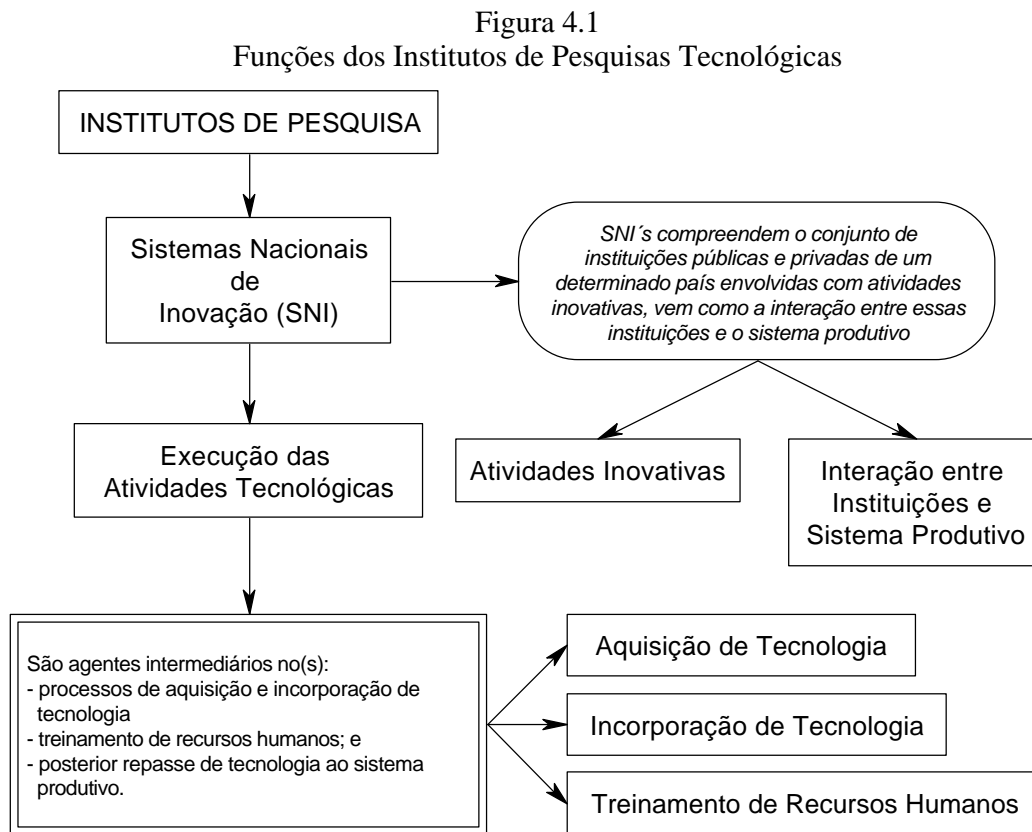 Figura 4.1
Funções dos Institutos de Pesquisas Tecnológicas
INSTITUTOS DE PESQUISA
Sistemas Nacionais
de
Inovação (SNI)
SNI´s compreendem o conjunto de
instituições públicas e privadas de um
determinado país envolvidas com atividades
inovativas, vem como a interação entre essas
instituições e o sistema produtivo
Execução das
Atividades Tecnológicas
Atividades Inovativas
Interação entre
Instituições e
Sistema Produtivo
São agentes intermediários no(s):
- processos de aquisição e incorporação de
tecnologia
- treinamento de recursos humanos; e
- posterior repasse de tecnologia ao sistema
produtivo.
Aquisição de Tecnologia
Incorporação de Tecnologia
Treinamento de Recursos Humanos